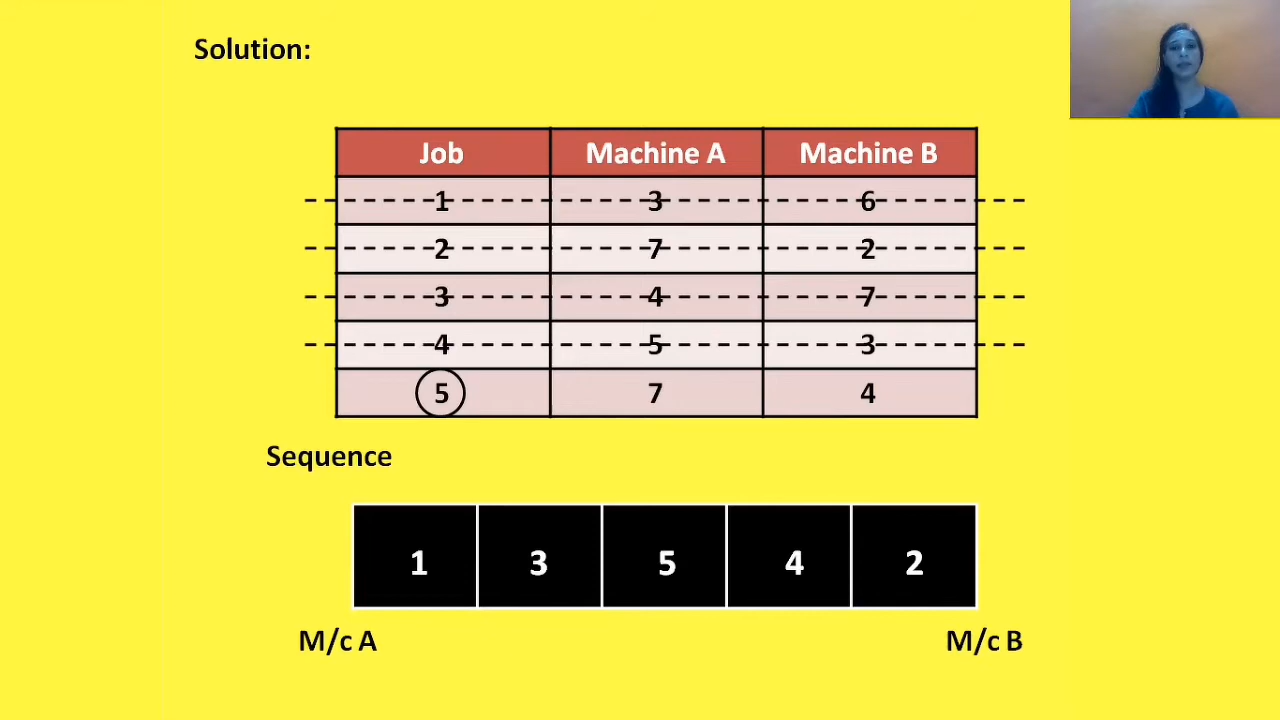 Solution:
Job Machine A Machine B
1 3 6
2 7 2
3 4 7
4 5 3
5 7 4
Sequence
1 3 5 4 2
M/c A M/c B